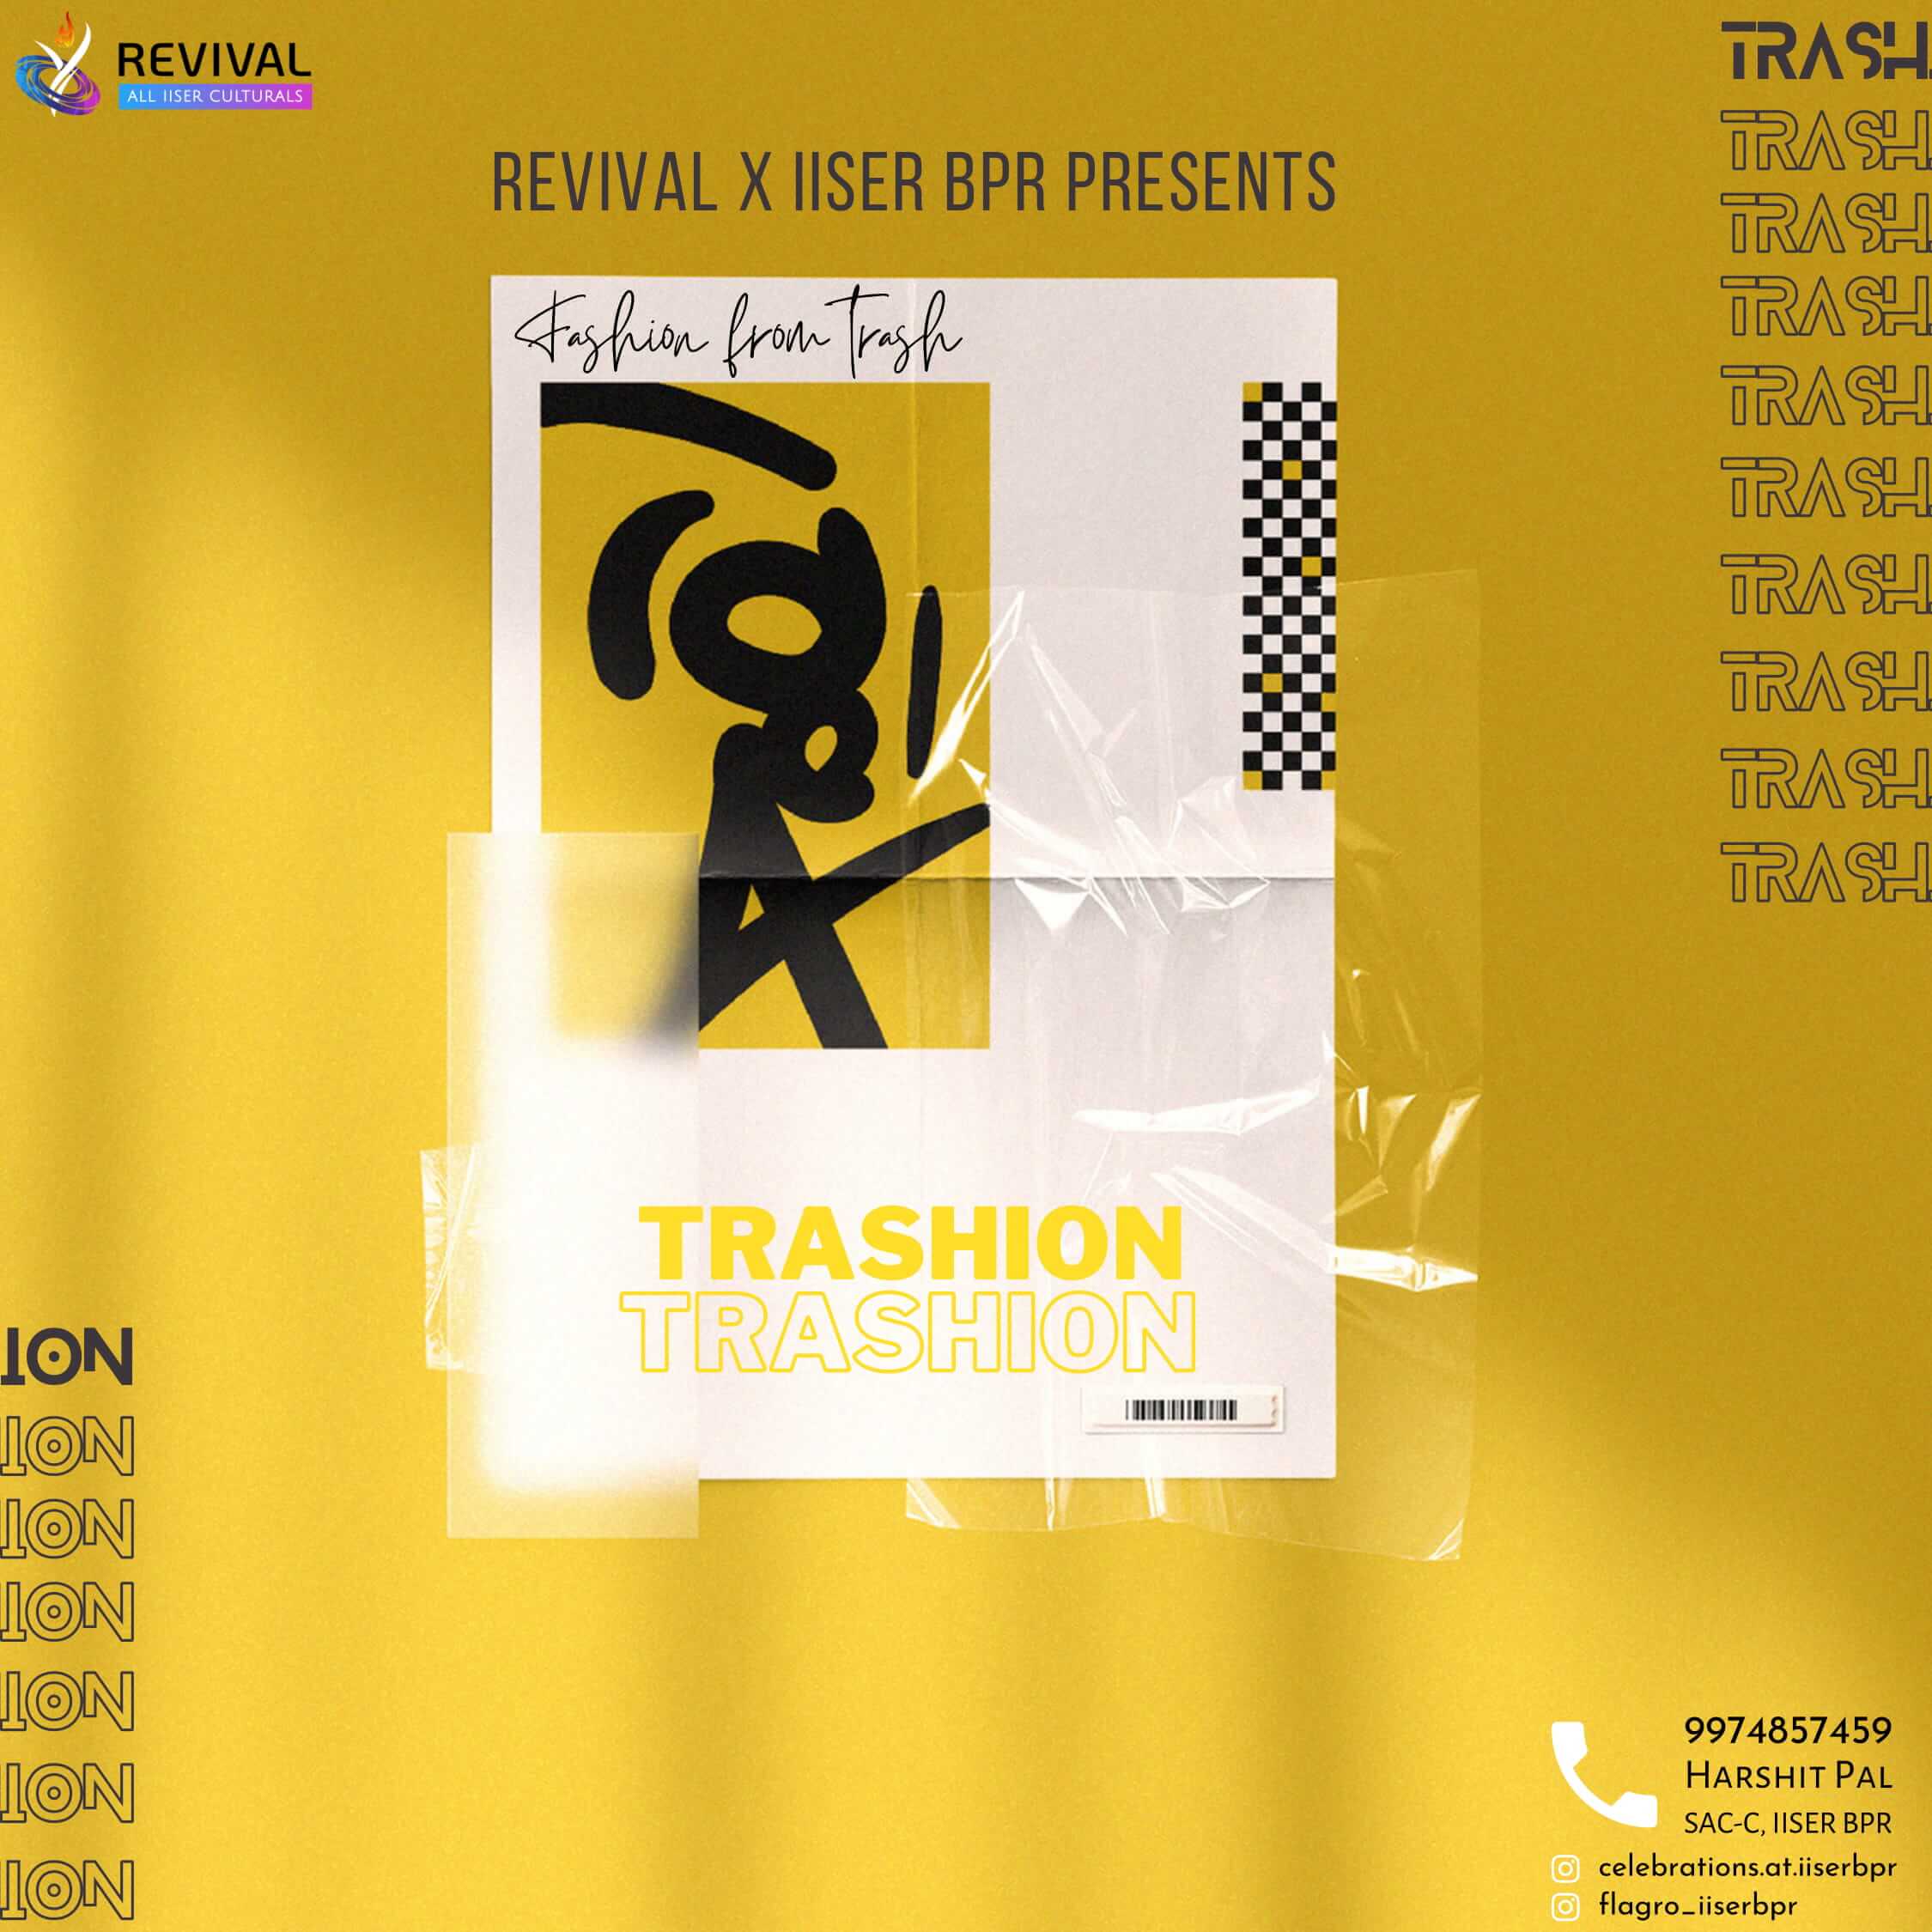 REVIVAL
ALL IISER CULTURALS
REVIVAL X IISER BPR PRESENTS
Fashion from Trash
TRASH
TRASH
TRASH
TRASH
TRASH
TRASH
TRASH
TRASH
TRASH
TRASH
TRASHION
TRASHION
ION
ION
ION
ION
ION
ION
ION
9974857459
HARSHIT PAL
SAC-C, IISER BPR
celebrations.at.iiserbpr
flagro_iiserbpr